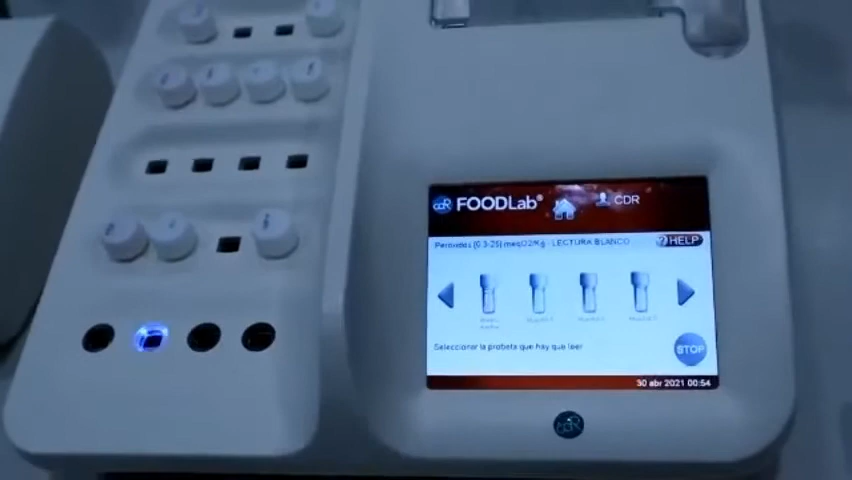 CDR FOODLab® CDR
Peroxidos (0.3-25) meqO2/Kg - LECTURA BLANCO ? HELP
Seleccionar la probeta que hay que leer
STOP
30 abr 2021 00:54
CDR